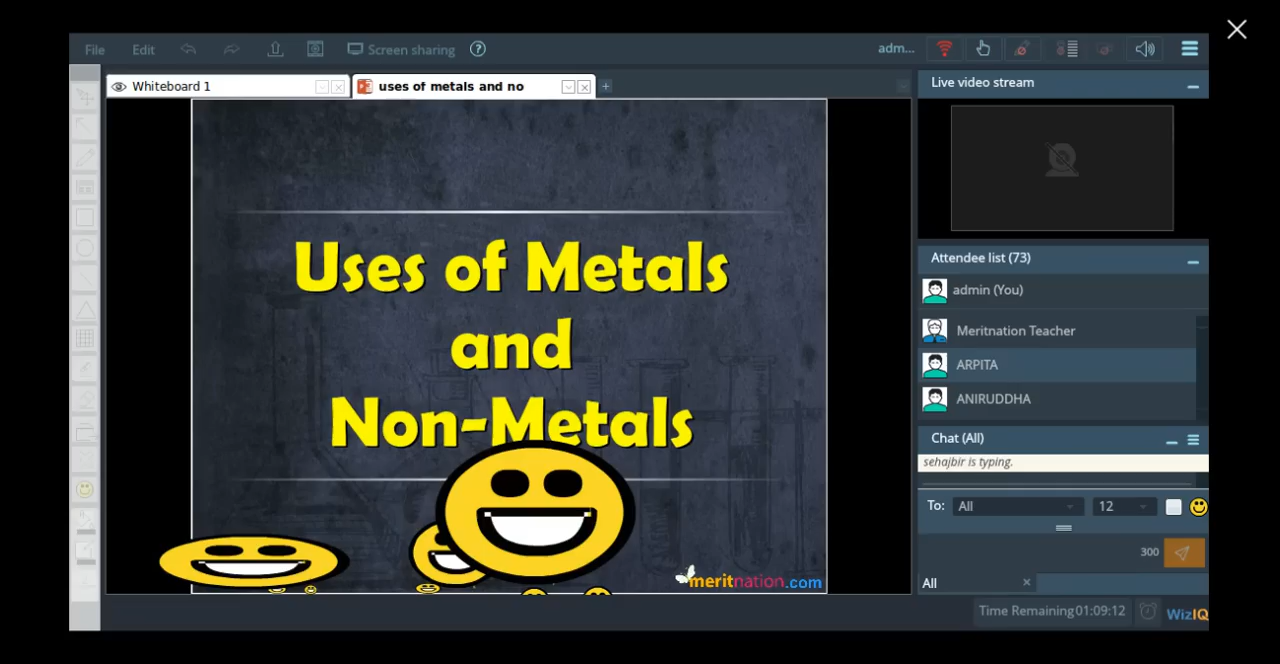 File Edit Screen sharing ? adm...
Whiteboard 1 uses of metals and no +
Live video stream
Uses of Metals
and
Non-Metals
meritnation.com
Attendee list (73)
admin (You)
Meritnation Teacher
ARPITA
ANIRUDDHA
Chat (All)
sehajbir is typing.
To: All 12
300
All
Time Remaining 01:09:12 WizIQ